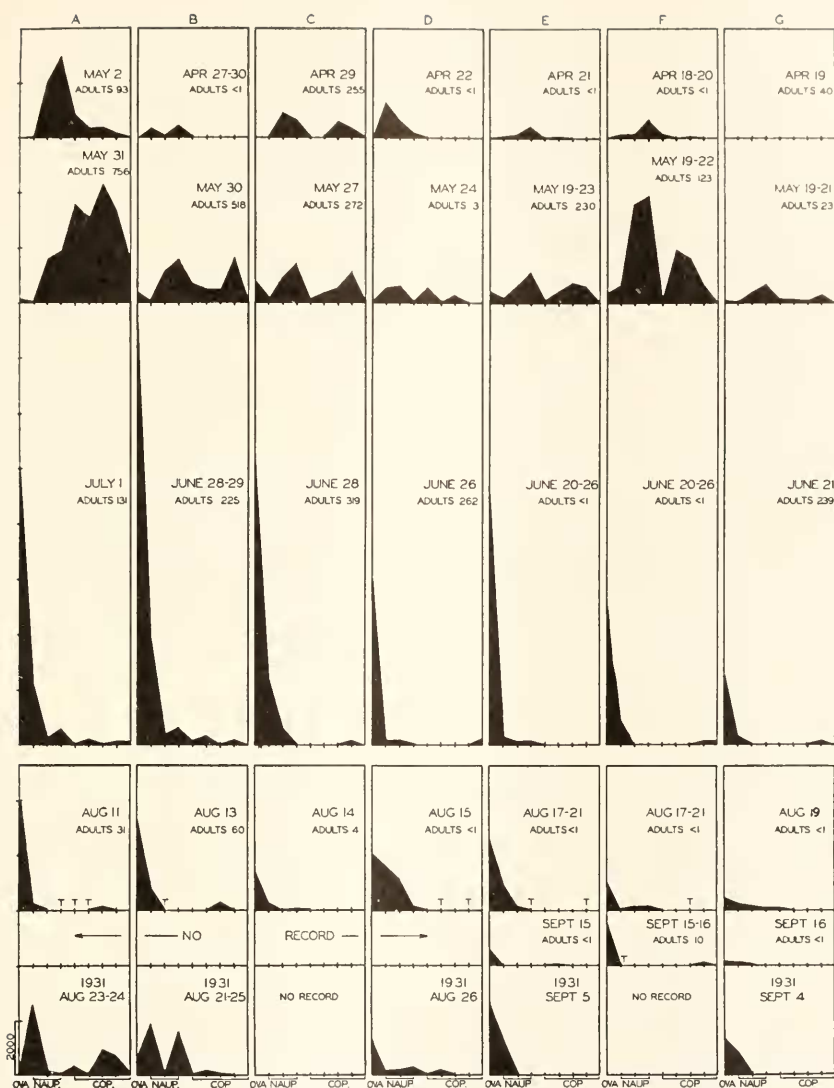 A B C D E F G
MAY 2 APR 27-30 APR 29 APR 22 APR 21 APR 18-20 APR 19
ADULTS 93 ADULTS <1 ADULTS 255 ADULTS <1 ADULTS <1 ADULTS <1 ADULTS 40
MAY 31 MAY 30 MAY 27 MAY 24 MAY 19-23 MAY 19-22 MAY 19-21
ADULTS 756 ADULTS 518 ADULTS 272 ADULTS 3 ADULTS 230 ADULTS 123 ADULTS 23
JULY 1 JUNE 28-29 JUNE 28 JUNE 26 JUNE 20-26 JUNE 20-26 JUNE 21
ADULTS 131 ADULTS 225 ADULTS 319 ADULTS 262 ADULTS <1 ADULTS <1 ADULTS 239
AUG 11 AUG 13 AUG 14 AUG 15 AUG 17-21 AUG 17-21 AUG 19
ADULTS 31 ADULTS 60 ADULTS 4 ADULTS <1 ADULTS <1 ADULTS <1 ADULTS <1
T T T T T T T T T
NO RECORD
SEPT 15 SEPT 15-16 SEPT 16
ADULTS <1 ADULTS 10 ADULTS <1
T
1931 1931 1931 1931 1931
AUG 23-24 AUG 21-25 NO RECORD AUG 26 SEPT 5 NO RECORD SEPT 4
2000
OVA NAUP. COP. OVA NAUP. COP. OVA NAUP. COP. OVA NAUP. COP. OVA NAUP. COP. OVA NAUP. COP. OVA NAUP. COP.